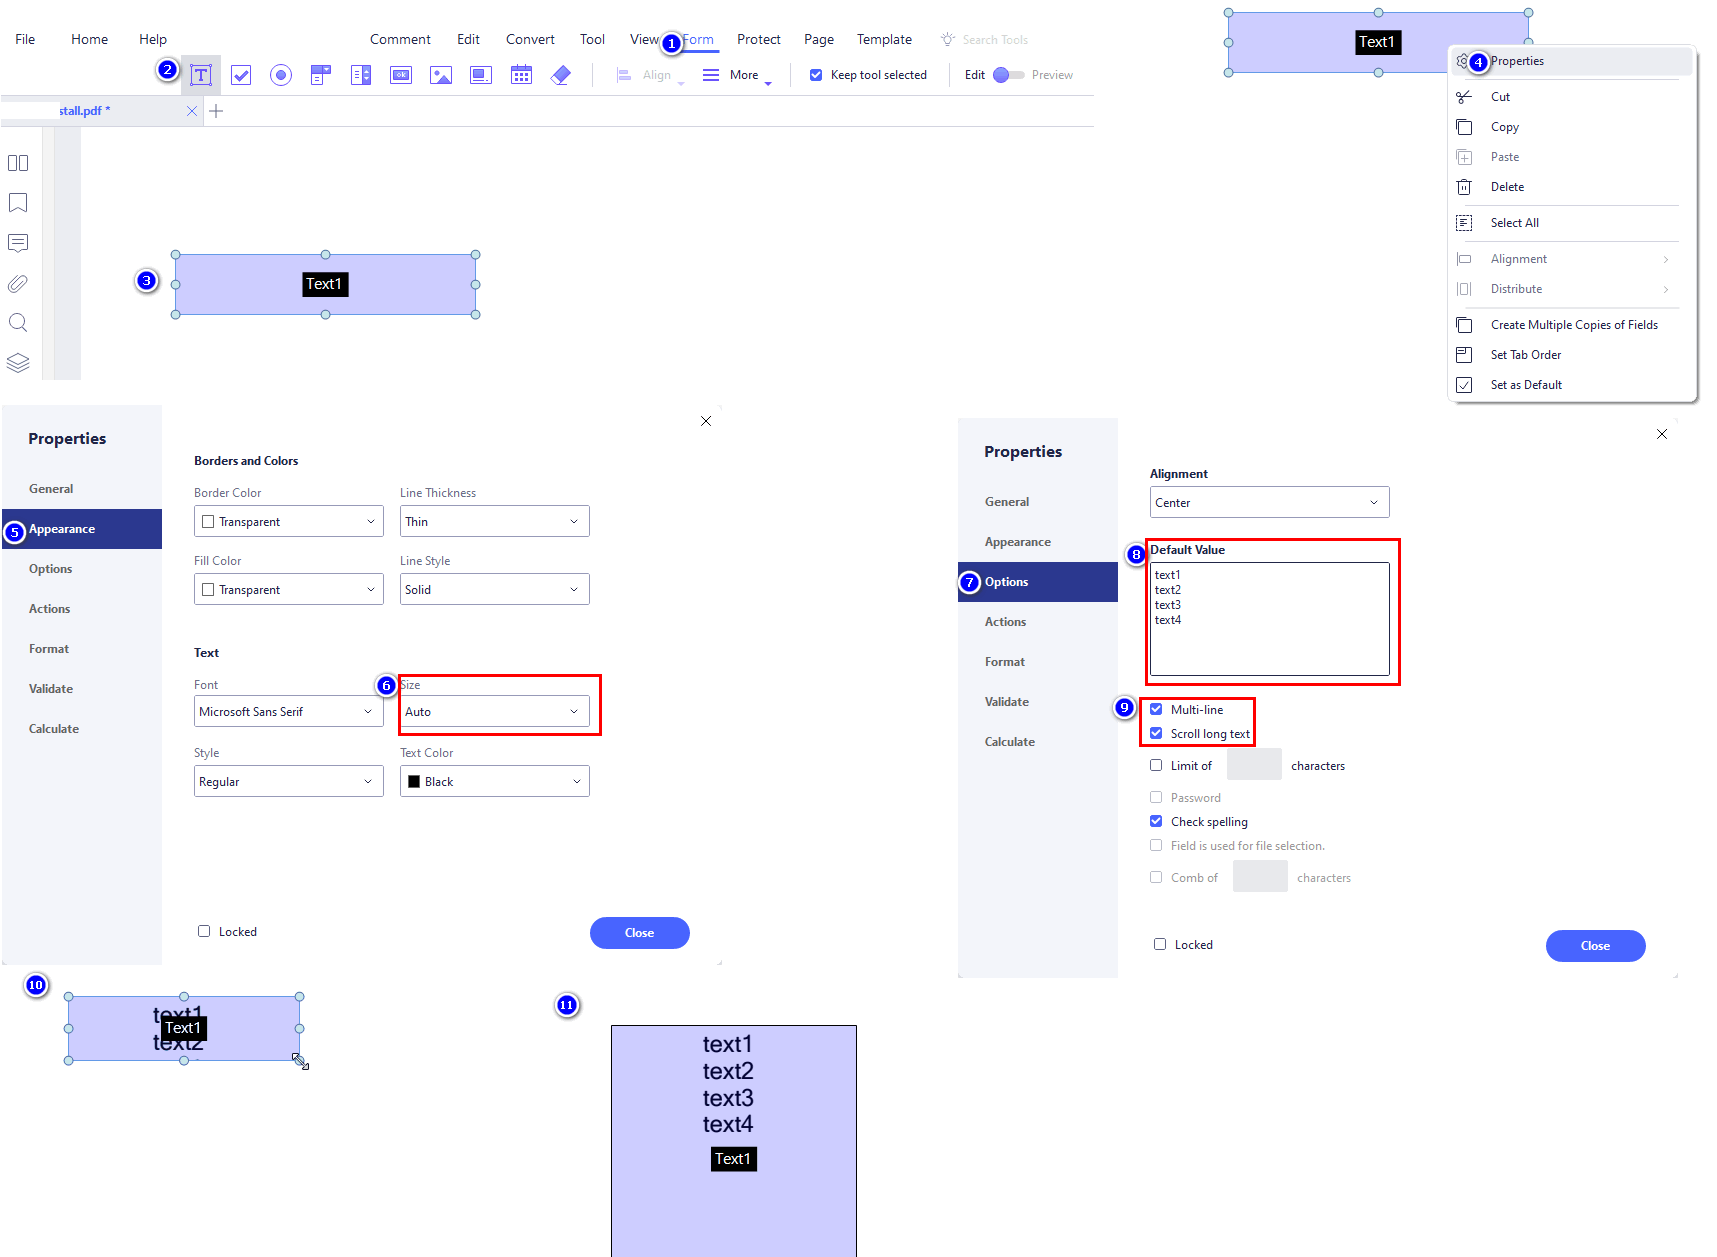 File Home Help Comment Edit Convert Tool View 1 Form Protect Page Template Search Tools
2 Align More Keep tool selected Edit Preview
stall.pdf *
3 Text1
Text1
4 Properties
Cut
Copy
Paste
Delete
Select All
Alignment
Distribute
Create Multiple Copies of Fields
Set Tab Order
Set as Default
Properties
General
5 Appearance
Options
Actions
Format
Validate
Calculate
Borders and Colors
Border Color Line Thickness
Transparent Thin
Fill Color Line Style
Transparent Solid
Text
Font 6 Size
Microsoft Sans Serif Auto
Style Text Color
Regular Black
Locked Close
Properties
General
Appearance
7 Options
Actions
Format
Validate
Calculate
Alignment
Center
8 Default Value
text1
text2
text3
text4
9 Multi-line
Scroll long text
Limit of characters
Password
Check spelling
Field is used for file selection.
Comb of characters
Locked Close
10
text1
Text1
text2
11
text1
text2
text3
text4
Text1